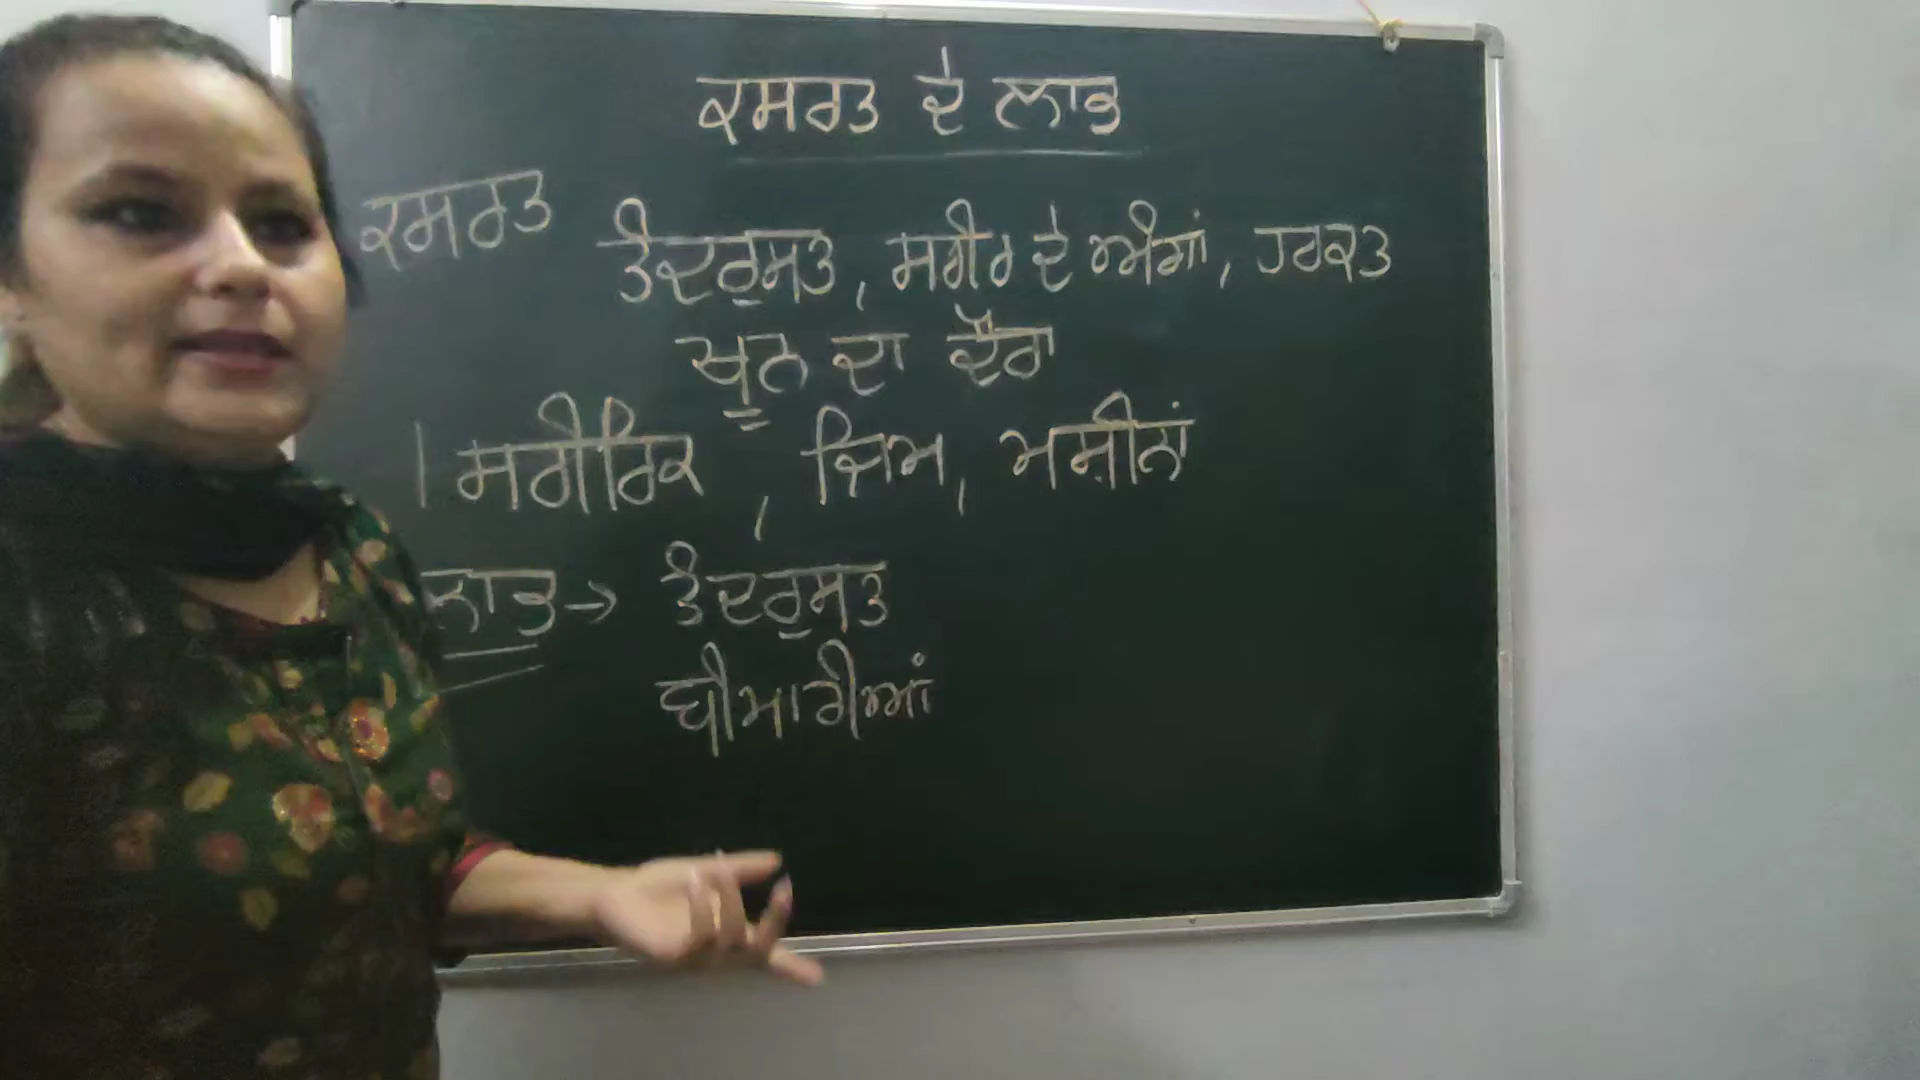 ਕਸਰਤ ਦੇ ਲਾਭ
ਕਸਰਤ
ਤੰਦਰੁਸਤ, ਸਰੀਰ ਦੇ ਅੰਗਾਂ, ਹਰਕਤ
ਖੂਨ ਦਾ ਦੌਰਾ
। ਸਰੀਰਿਕ, ਜਿਮ, ਮਸ਼ੀਨਾਂ
ਲਾਭ → ਤੰਦਰੁਸਤ
ਬੀਮਾਰੀਆਂ